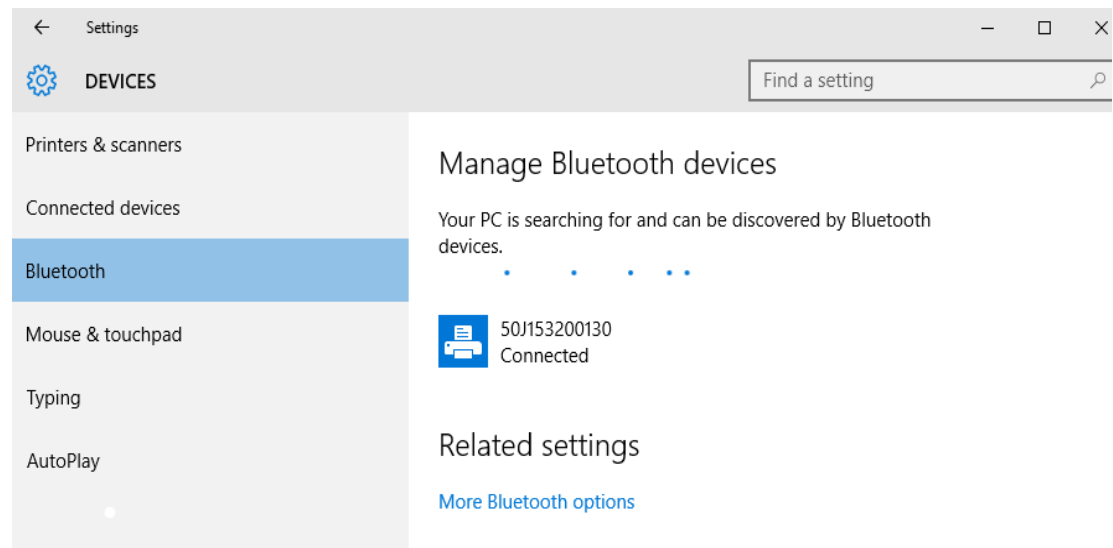 Settings
DEVICES
Find a setting
Printers & scanners
Connected devices
Bluetooth
Mouse & touchpad
Typing
AutoPlay
Manage Bluetooth devices
Your PC is searching for and can be discovered by Bluetooth
devices.
50J153200130
Connected
Related settings
More Bluetooth options